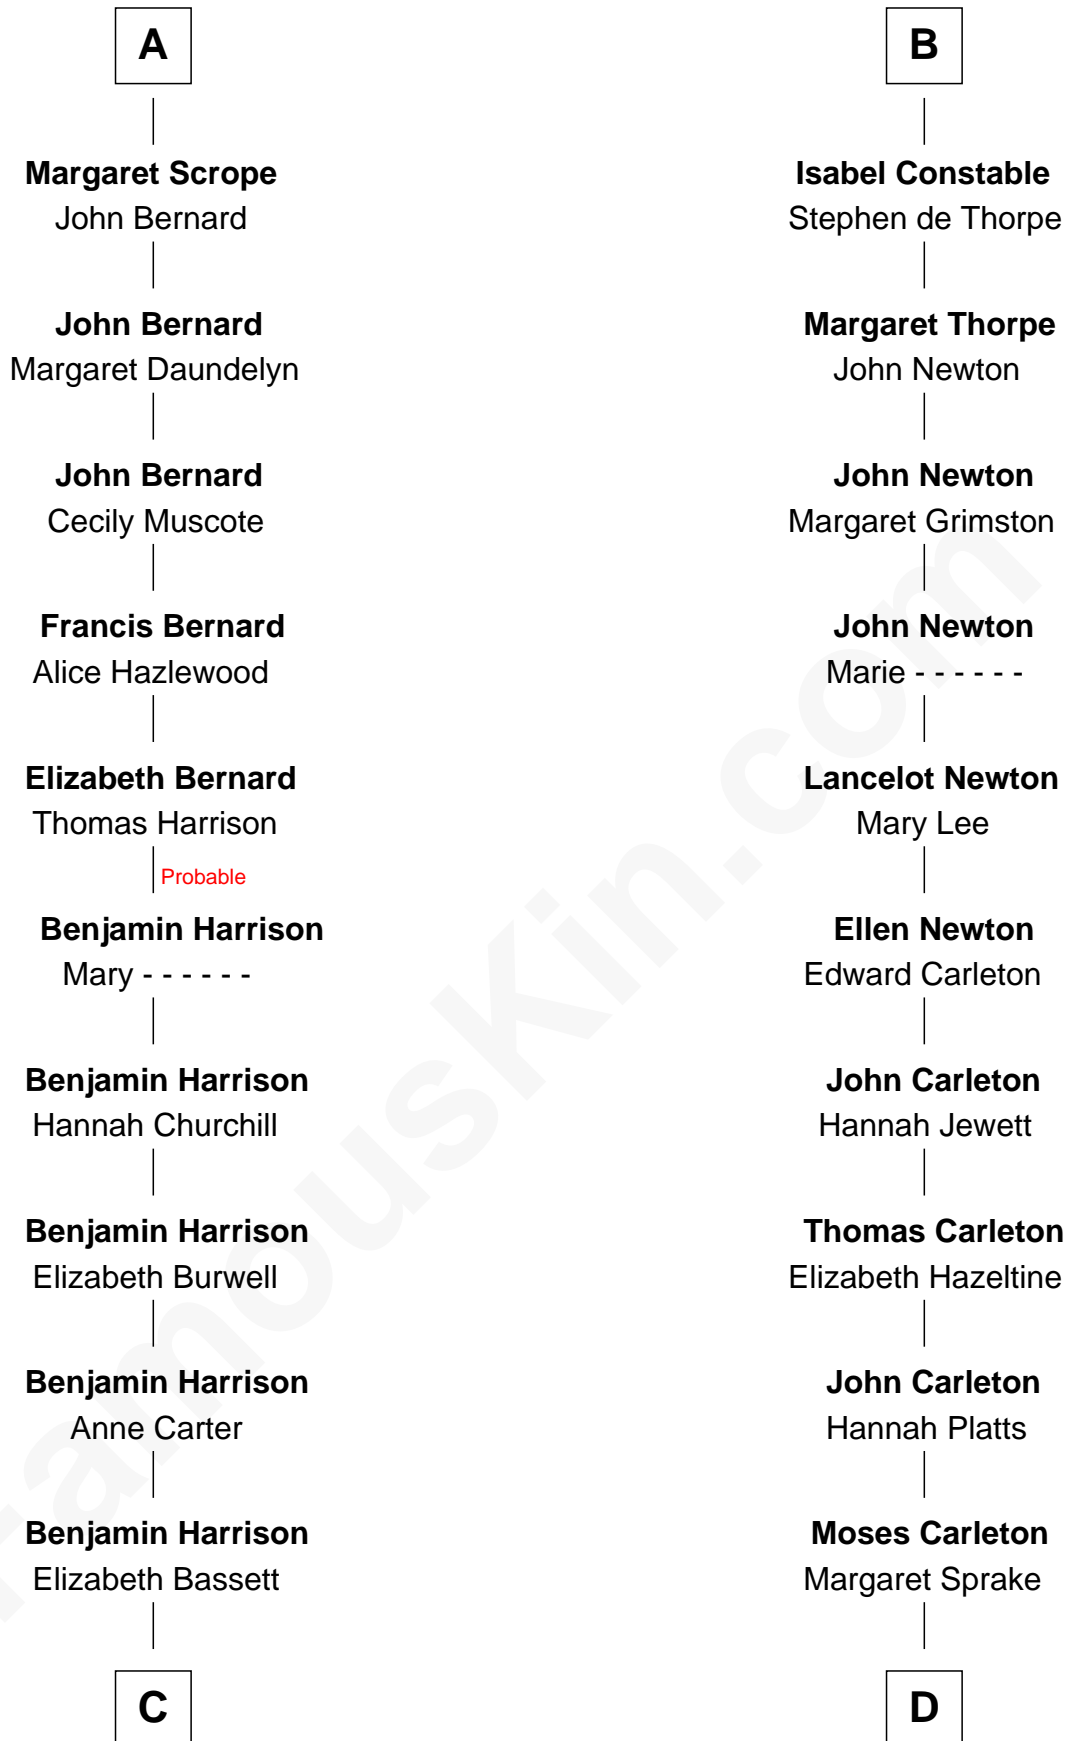 A
Margaret Scrope
John Bernard
John Bernard
Margaret Daundelyn
John Bernard
Cecily Muscote
Francis Bernard
Alice Hazlewood
Elizabeth Bernard
Thomas Harrison
Probable
Benjamin Harrison
Mary - - - - - -
Benjamin Harrison
Hannah Churchill
Benjamin Harrison
Elizabeth Burwell
Benjamin Harrison
Anne Carter
Benjamin Harrison
Elizabeth Bassett
C
B
Isabel Constable
Stephen de Thorpe
Margaret Thorpe
John Newton
John Newton
Margaret Grimston
John Newton
Marie - - - - - -
Lancelot Newton
Mary Lee
Ellen Newton
Edward Carleton
John Carleton
Hannah Jewett
Thomas Carleton
Elizabeth Hazeltine
John Carleton
Hannah Platts
Moses Carleton
Margaret Sprake
D
FamousKin.com